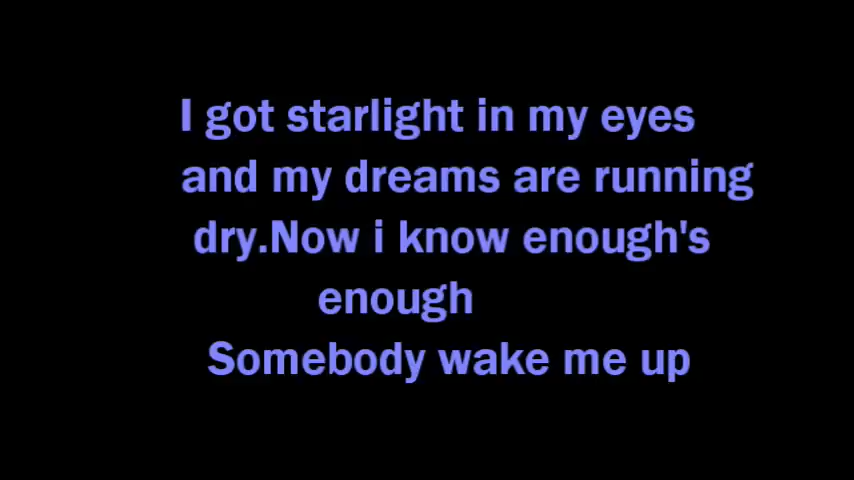 I got starlight in my eyes
and my dreams are running
dry.Now i know enough's
enough
Somebody wake me up